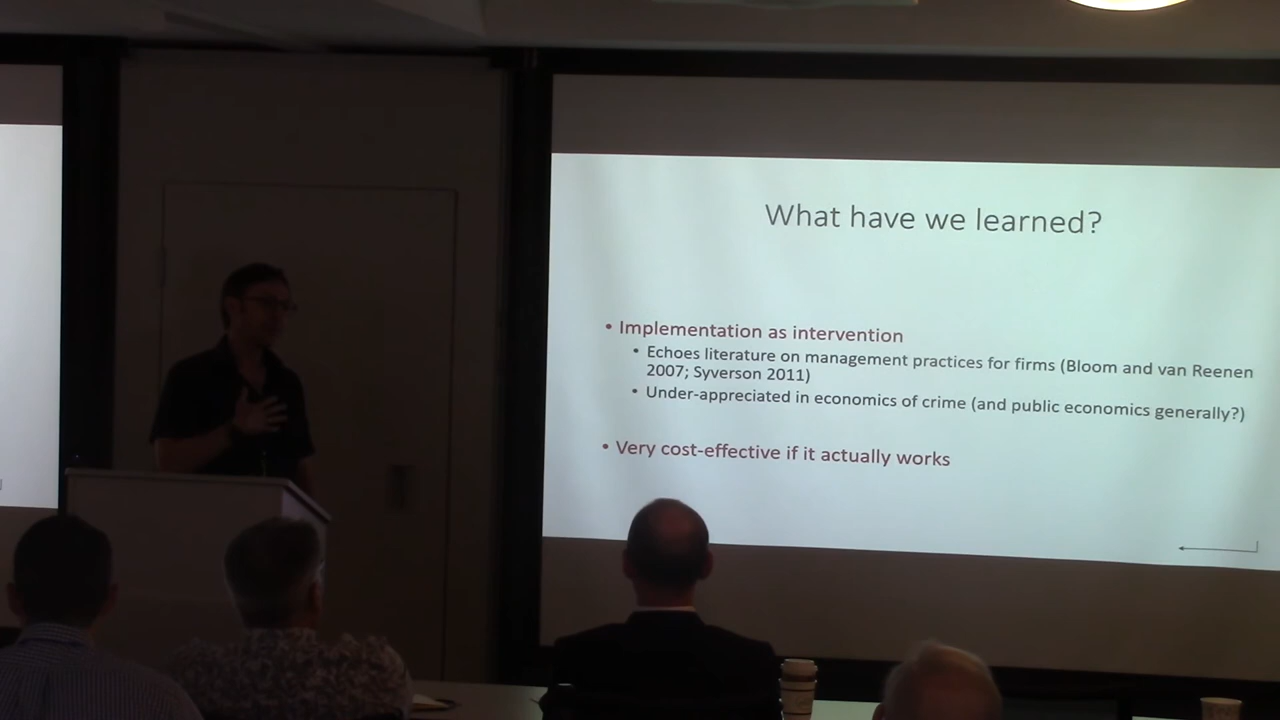 What have we learned?
• Implementation as intervention
• Echoes literature on management practices for firms (Bloom and van Reenen
2007; Syverson 2011)
• Under-appreciated in economics of crime (and public economics generally?)
• Very cost-effective if it actually works